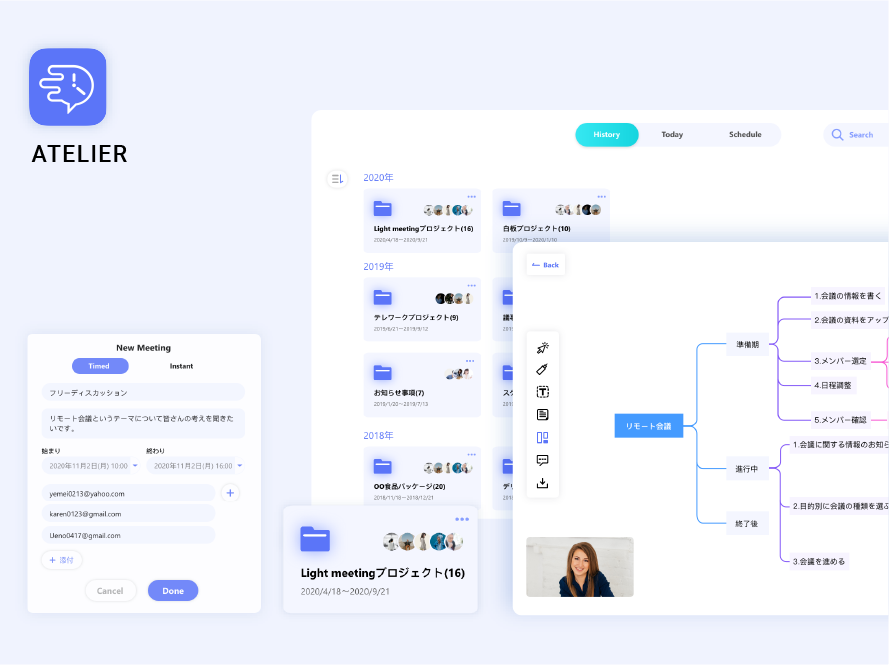 ATELIER
History
Today
Schedule
Search
2020年
Light meetingプロジェクト(16)
2020/4/18〜2020/9/21
白板プロジェクト(10)
2019/10/9〜2020/1/10
2019年
テレワークプロジェクト(9)
2019/6/21〜2019/9/12
お知らせ事項(7)
2019/1/20〜2019/7/13
2018年
OO食品パッケージ(20)
2018/11/18〜2018/12/21
New Meeting
Timed
Instant
フリーディスカッション
リモート会議というテーマについて皆さんの考えを聞きた
いです。
始まり
終わり
2020年11月2日(月) 10:00
2020年11月2日(月) 16:00
yemei0213@yahoo.com
karen0123@gmail.com
Ueno0417@gmail.com
+ 添付
Cancel
Done
Light meetingプロジェクト(16)
2020/4/18〜2020/9/21
← Back
リモート会議
準備期
1.会議の情報を書く
2.会議の資料をアップ
3.メンバー選定
4.日程調整
5.メンバー確認
進行中
1.会議に関する情報のお知ら
2.目的別に会議の種類を選ぶ
3.会議を進める
終了後